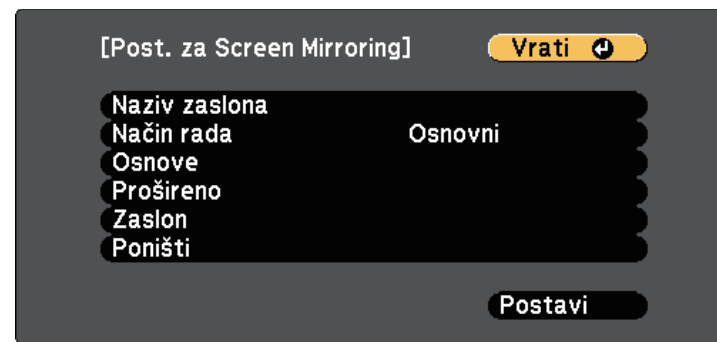 [Post. za Screen Mirroring] Vrati
Naziv zaslona
Način rada Osnovni
Osnove
Prošireno
Zaslon
Poništi
Postavi